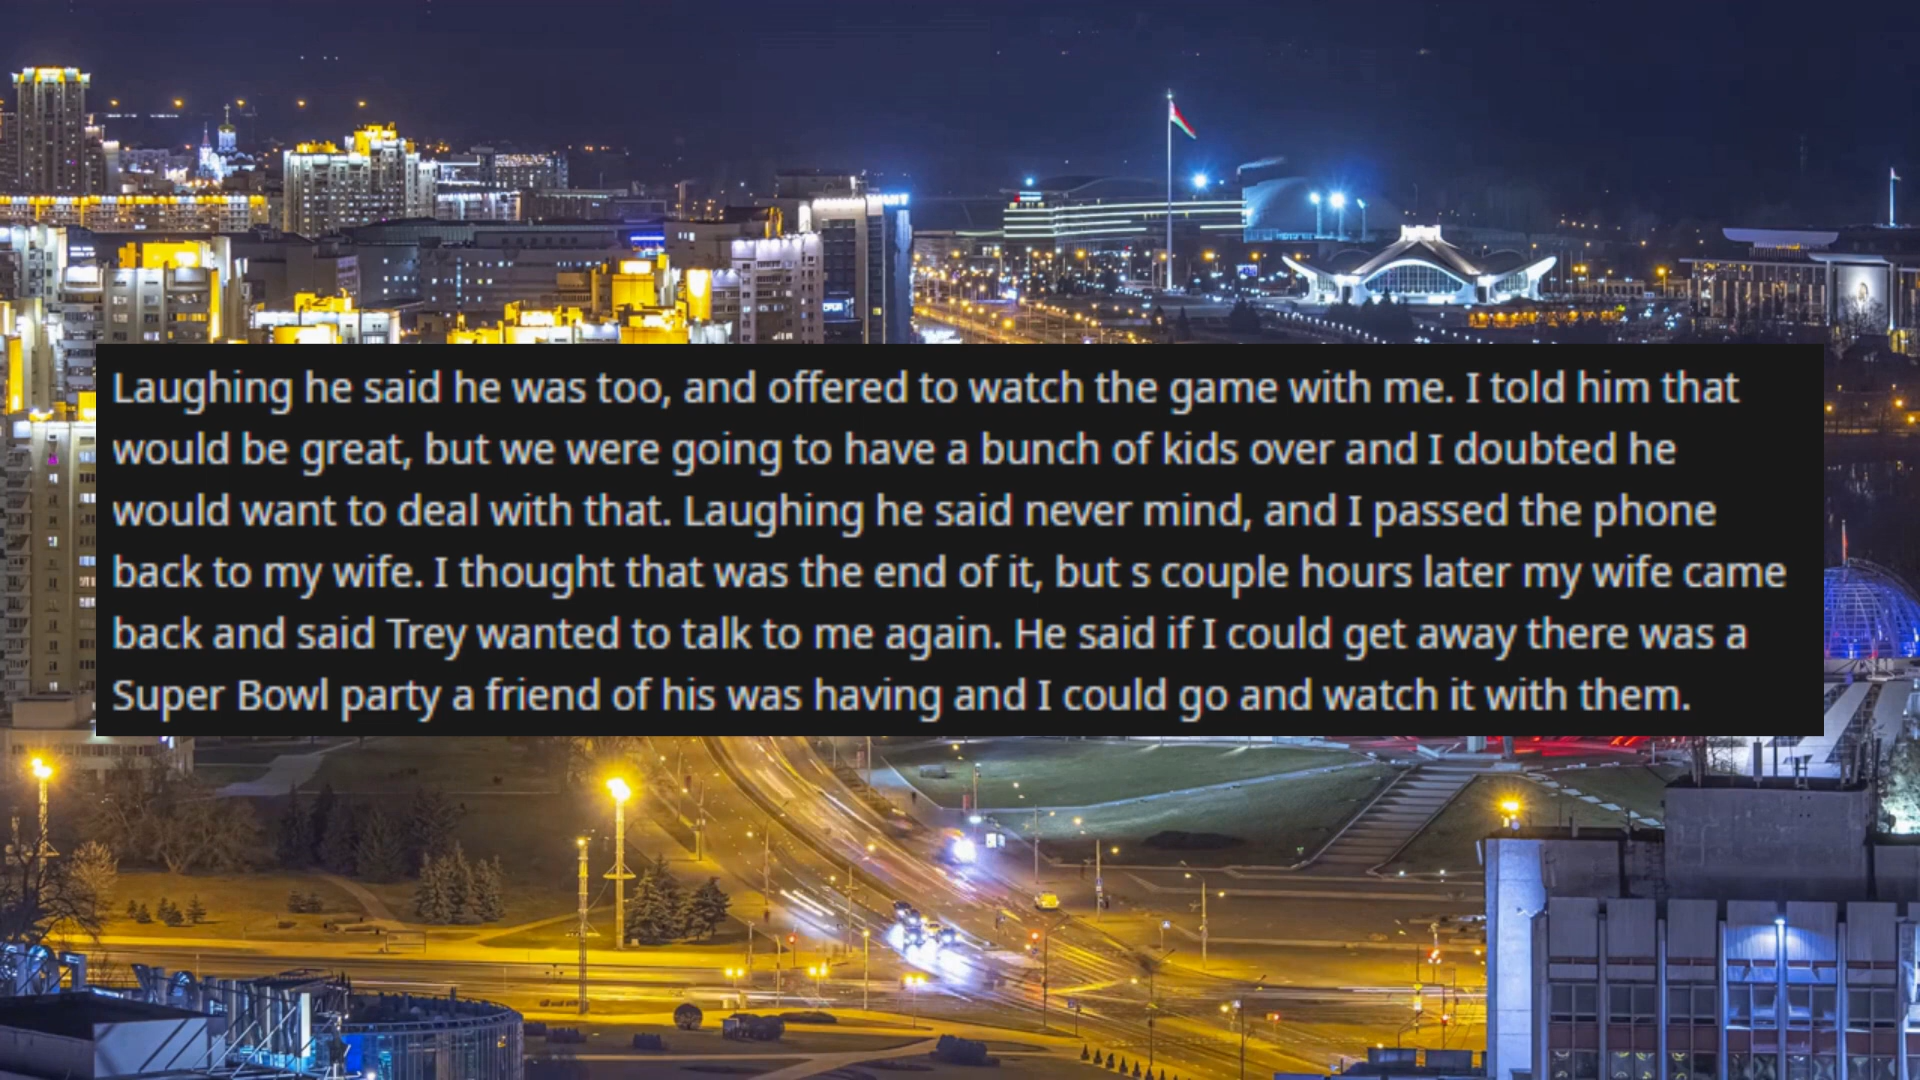 Laughing he said he was too, and offered to watch the game with me. I told him that
would be great, but we were going to have a bunch of kids over and I doubted he
would want to deal with that. Laughing he said never mind, and I passed the phone
back to my wife. I thought that was the end of it, but s couple hours later my wife came
back and said Trey wanted to talk to me again. He said if I could get away there was a
Super Bowl party a friend of his was having and I could go and watch it with them.